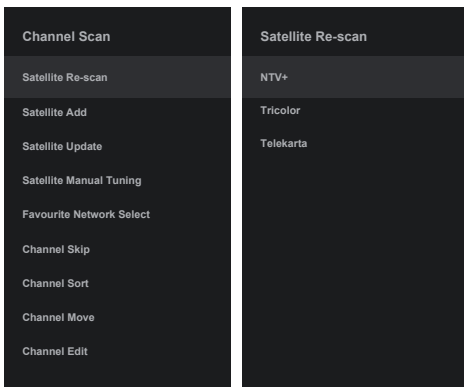 Channel Scan
Satellite Re-scan
Satellite Add
Satellite Update
Satellite Manual Tuning
Favourite Network Select
Channel Skip
Channel Sort
Channel Move
Channel Edit
Satellite Re-scan
NTV+
Tricolor
Telekarta